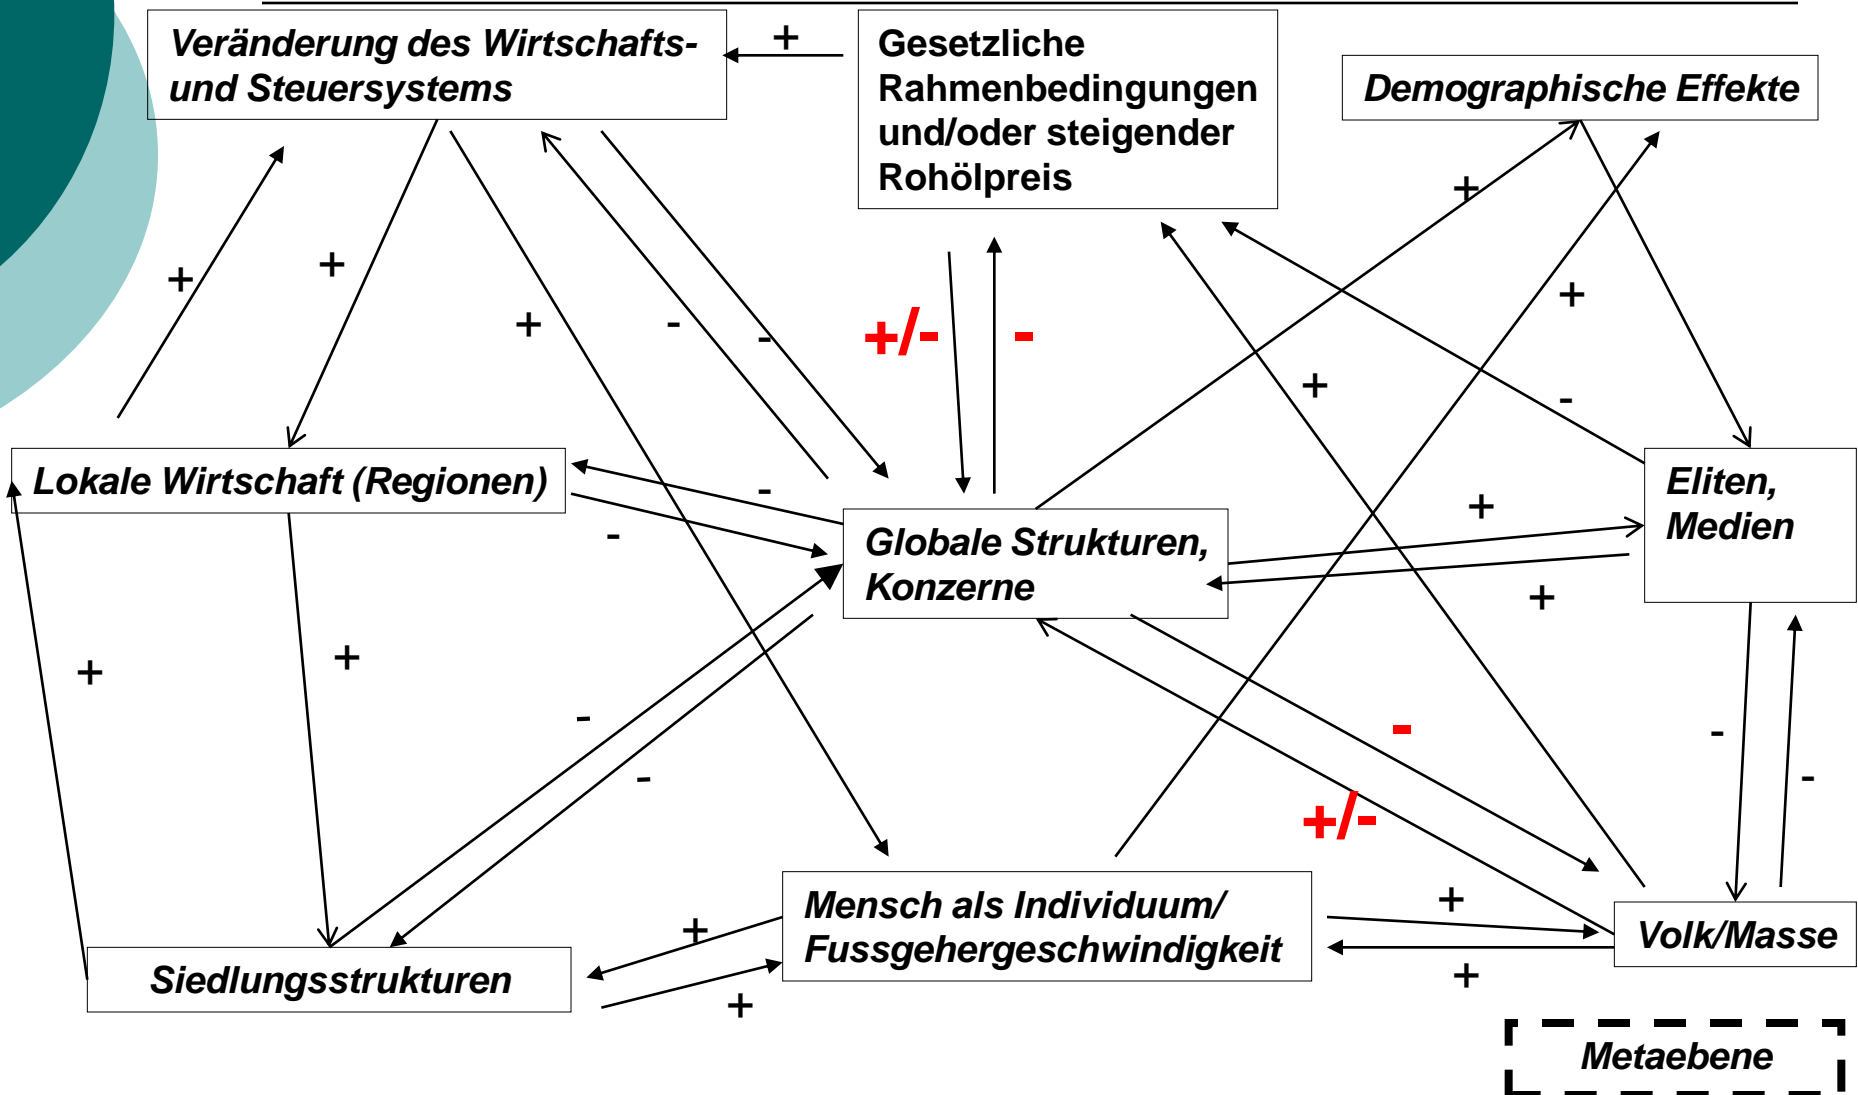 Veränderung des Wirtschafts-
und Steuersystems
+
Gesetzliche
Rahmenbedingungen
und/oder steigender
Rohölpreis
Demographische Effekte
+
+
+
+
+
-
-
+/-
-
+
-
Lokale Wirtschaft (Regionen)
-
-
Globale Strukturen,
Konzerne
+
+
Eliten,
Medien
+
+
-
-
-
+/-
-
-
Mensch als Individuum/
Fussgehergeschwindigkeit
+
+
+
+
Volk/Masse
Siedlungsstrukturen
Metaebene